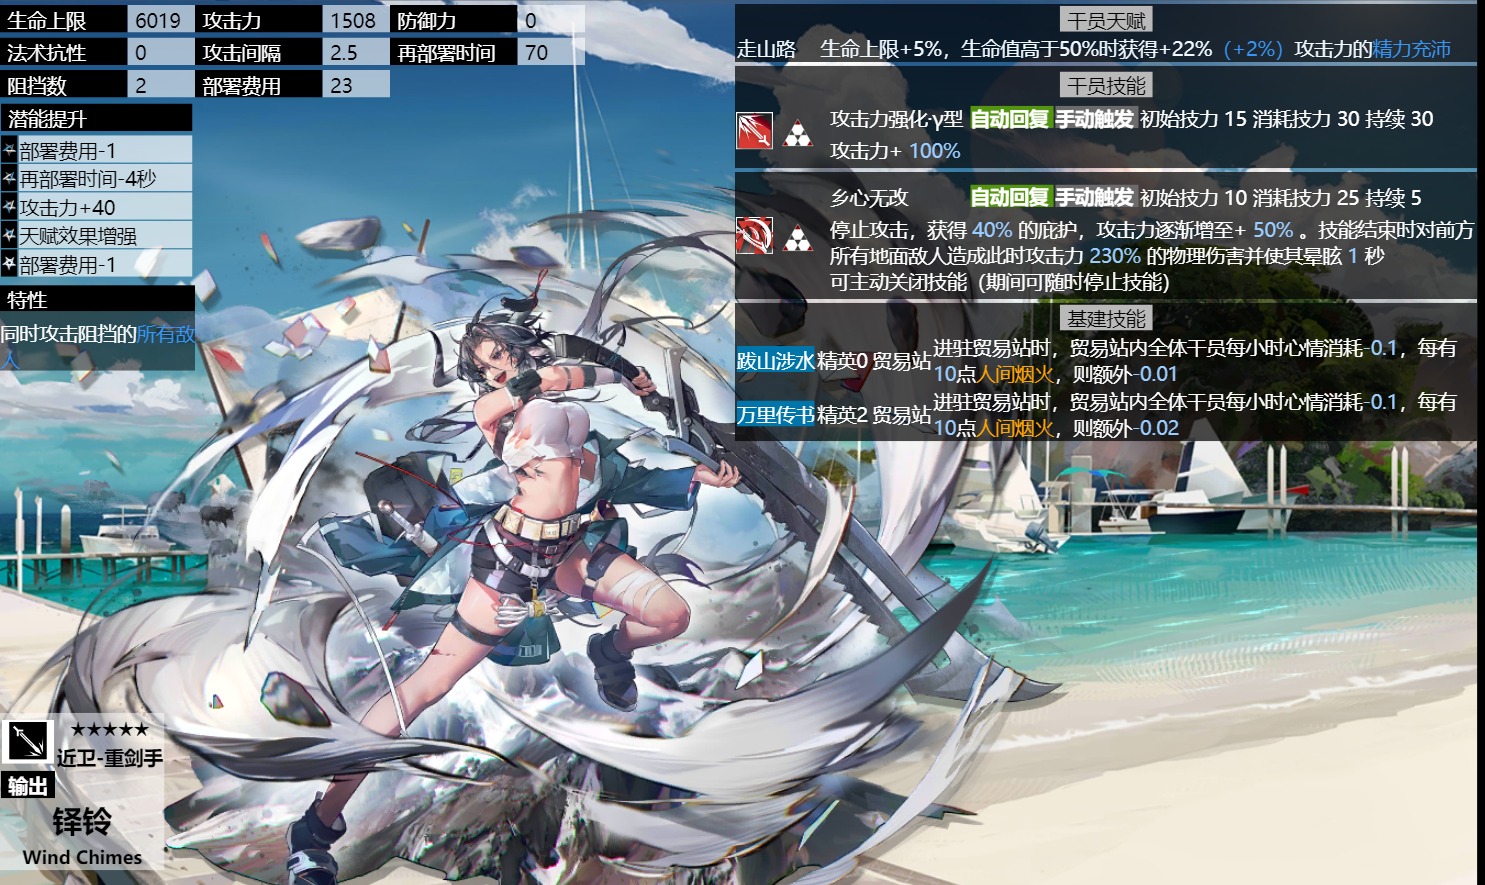 生命上限 6019 攻击力 1508 防御力 0
法术抗性 0 攻击间隔 2.5 再部署时间 70
阻挡数 2 部署费用 23
潜能提升
部署费用-1
再部署时间-4秒
攻击力+40
天赋效果增强
部署费用-1
特性
同时攻击阻挡的所有敌
人
干员天赋
走山路 生命上限+5%，生命值高于50%时获得+22%（+2%）攻击力的精力充沛
干员技能
攻击力强化·γ型 自动回复 手动触发 初始技力 15 消耗技力 30 持续 30
攻击力+ 100%
乡心无改 自动回复 手动触发 初始技力 10 消耗技力 25 持续 5
停止攻击，获得 40% 的庇护，攻击力逐渐增至+ 50% 。技能结束时对前方
所有地面敌人造成此时攻击力 230% 的物理伤害并使其晕眩 1 秒
可主动关闭技能（期间可随时停止技能）
基建技能
跋山涉水 精英0 贸易站 进驻贸易站时，贸易站内全体干员每小时心情消耗-0.1，每有
10点人间烟火，则额外-0.01
万里传书 精英2 贸易站 进驻贸易站时，贸易站内全体干员每小时心情消耗-0.1，每有
10点人间烟火，则额外-0.02
★★★★★
近卫-重剑手
输出
铎铃
Wind Chimes